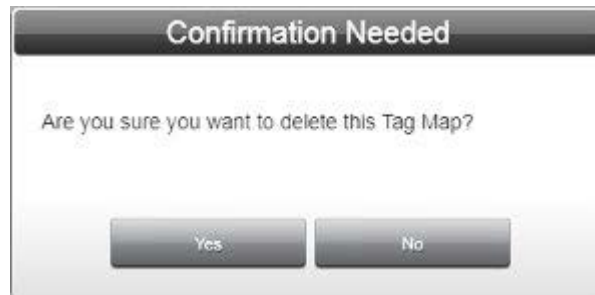 Confirmation Needed
Are you sure you want to delete this Tag Map?
Yes
No